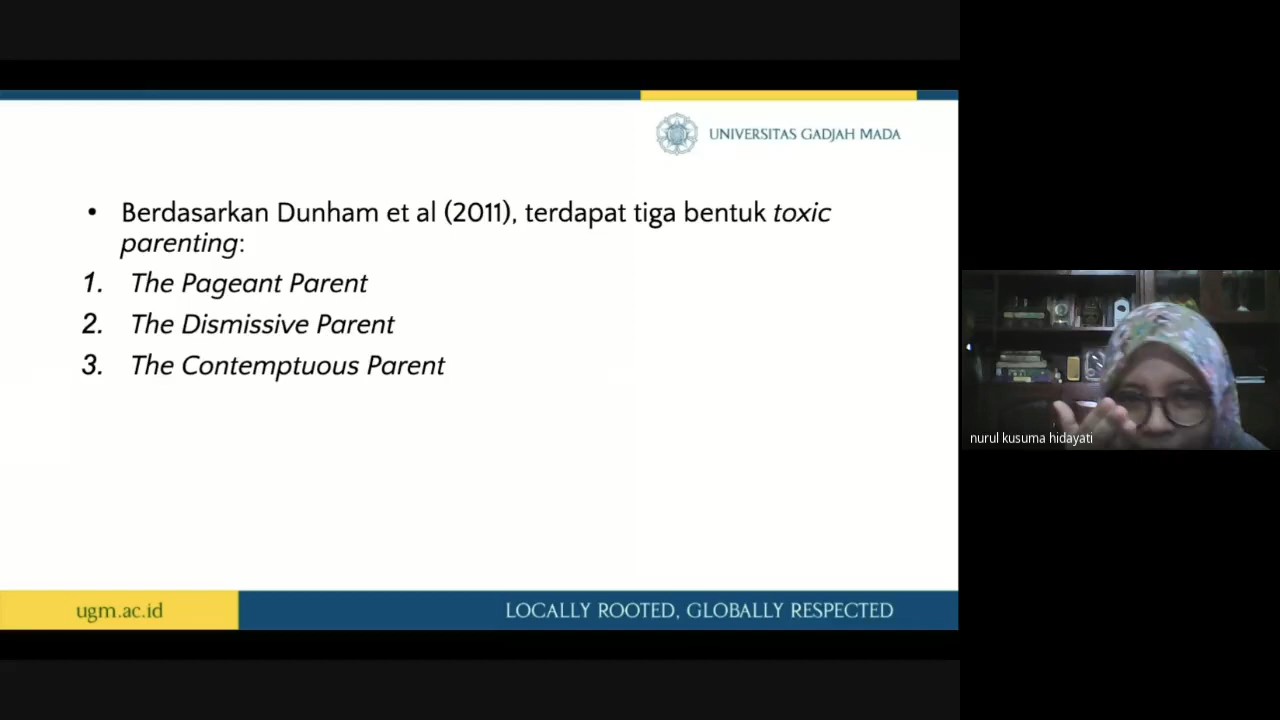 UNIVERSITAS GADJAH MADA
• Berdasarkan Dunham et al (2011), terdapat tiga bentuk toxic
parenting:
1. The Pageant Parent
2. The Dismissive Parent
3. The Contemptuous Parent
nurul kusuma hidayati
ugm.ac.id
LOCALLY ROOTED, GLOBALLY RESPECTED